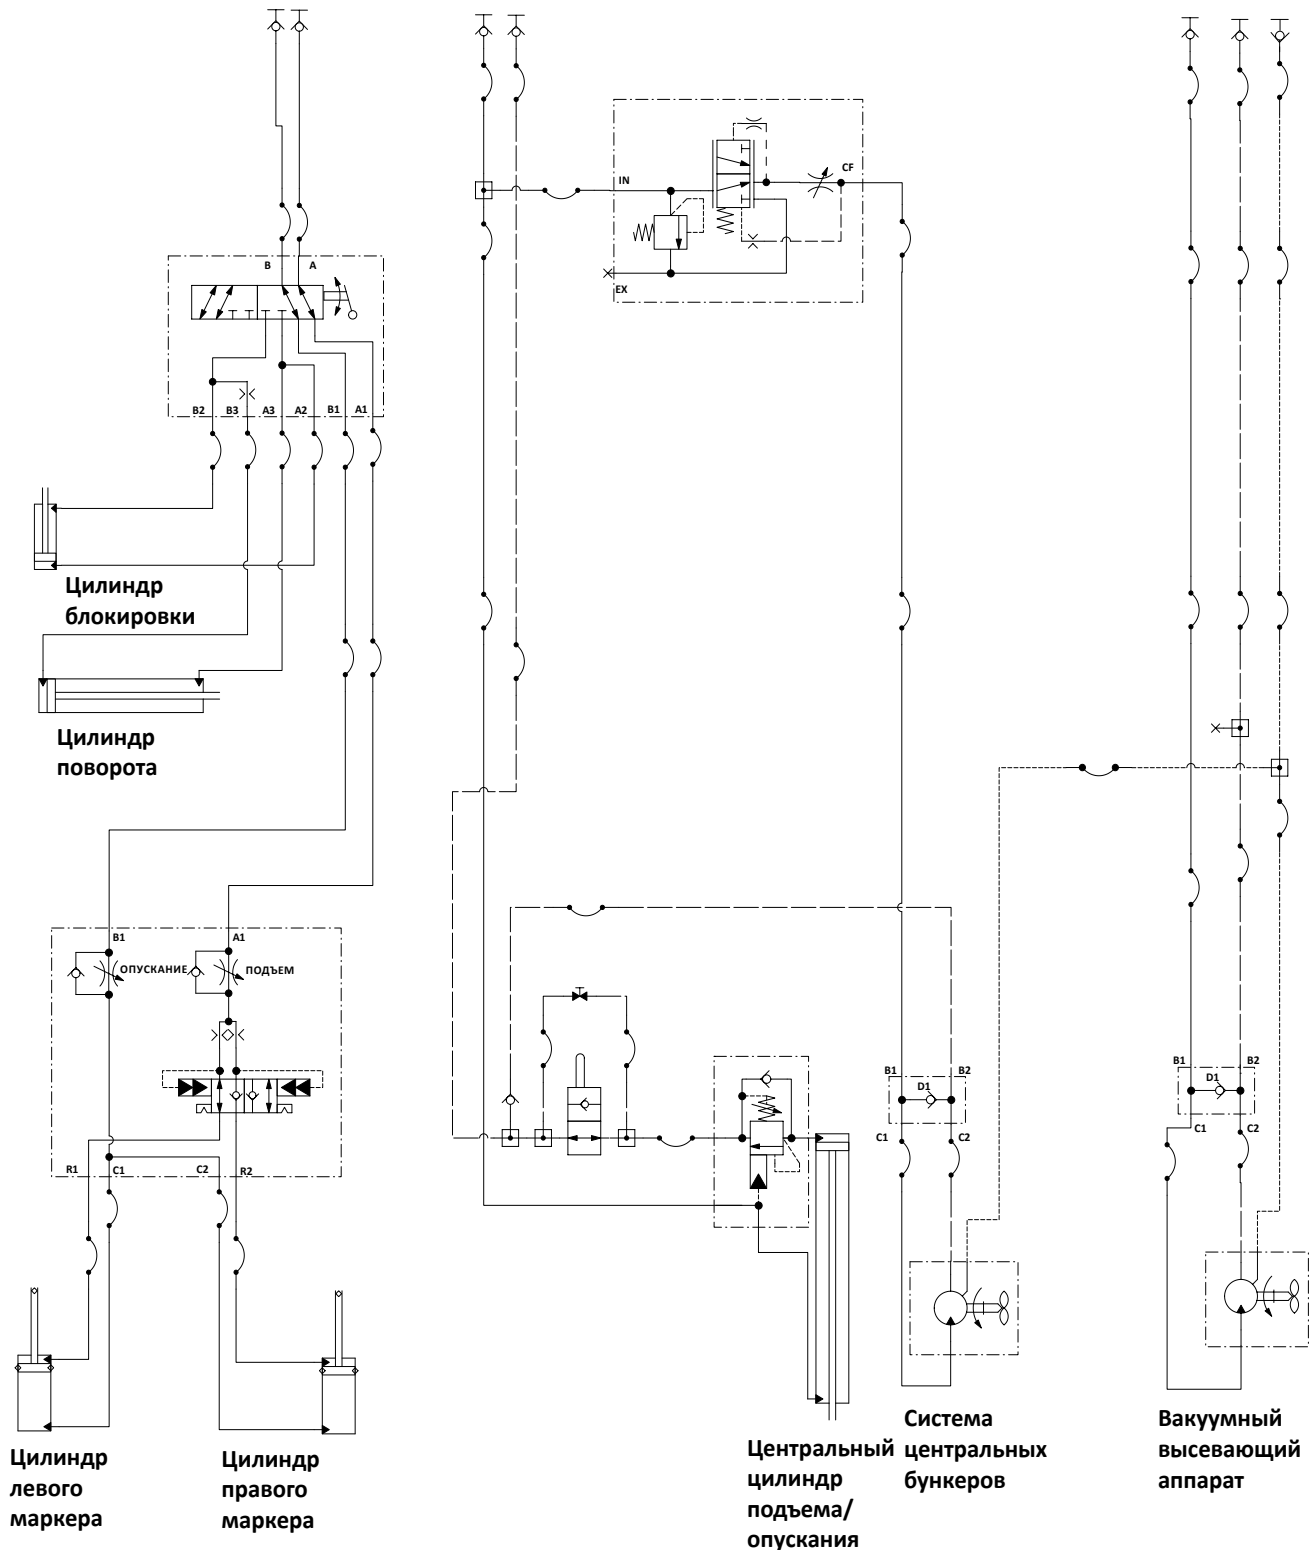 IN
CF
EX
B A
B2 B3 A3 A2 B1 A1
Цилиндр
блокировки
Цилиндр
поворота
B1 A1
ОПУСКАНИЕ ПОДЪЕМ
R1 C1 C2 R2
B1 B2
D1
C1 C2
B1 B2
D1
C1 C2
Цилиндр
левого
маркера
Цилиндр
правого
маркера
Центральный
цилиндр
подъема/
опускания
Система
центральных
бункеров
Вакуумный
высевающий
аппарат